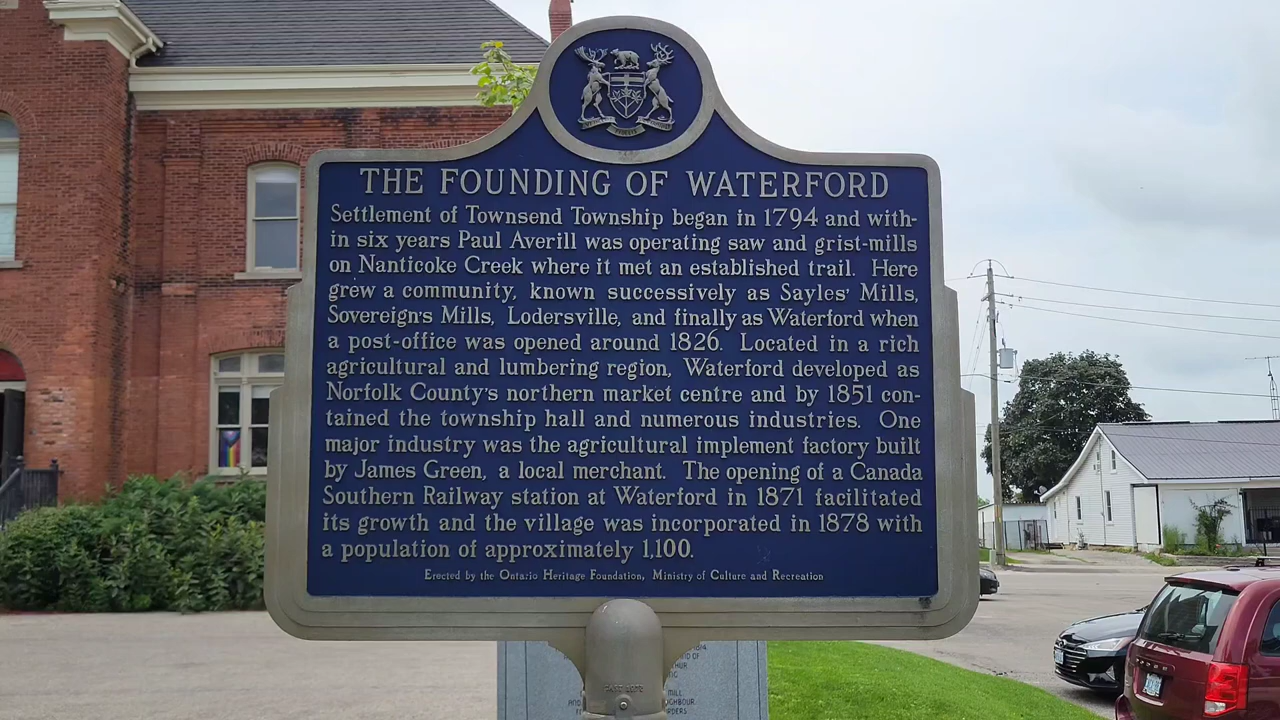 THE FOUNDING OF WATERFORD
Settlement of Townsend Township began in 1794 and with-
in six years Paul Averill was operating saw and grist-mills
on Nanticoke Creek where it met an established trail. Here
grew a community, known successively as Sayles' Mills,
Sovereign's Mills, Lodersville, and finally as Waterford when
a post-office was opened around 1826. Located in a rich
agricultural and lumbering region, Waterford developed as
Norfolk County's northern market centre and by 1851 con-
tained the township hall and numerous industries. One
major industry was the agricultural implement factory built
by James Green, a local merchant. The opening of a Canada
Southern Railway station at Waterford in 1871 facilitated
its growth and the village was incorporated in 1878 with
a population of approximately 1,100.
Erected by the Ontario Heritage Foundation, Ministry of Culture and Recreation
MILL